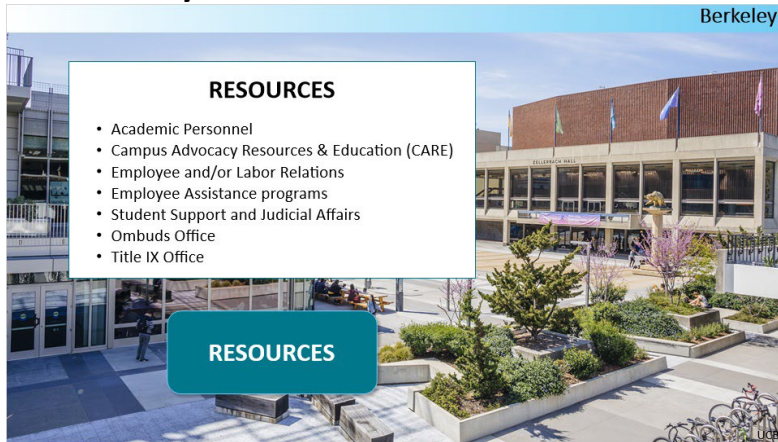 Berkeley
RESOURCES
• Academic Personnel
• Campus Advocacy Resources & Education (CARE)
• Employee and/or Labor Relations
• Employee Assistance programs
• Student Support and Judicial Affairs
• Ombuds Office
• Title IX Office
ZELLERBACH HALL
RESOURCES